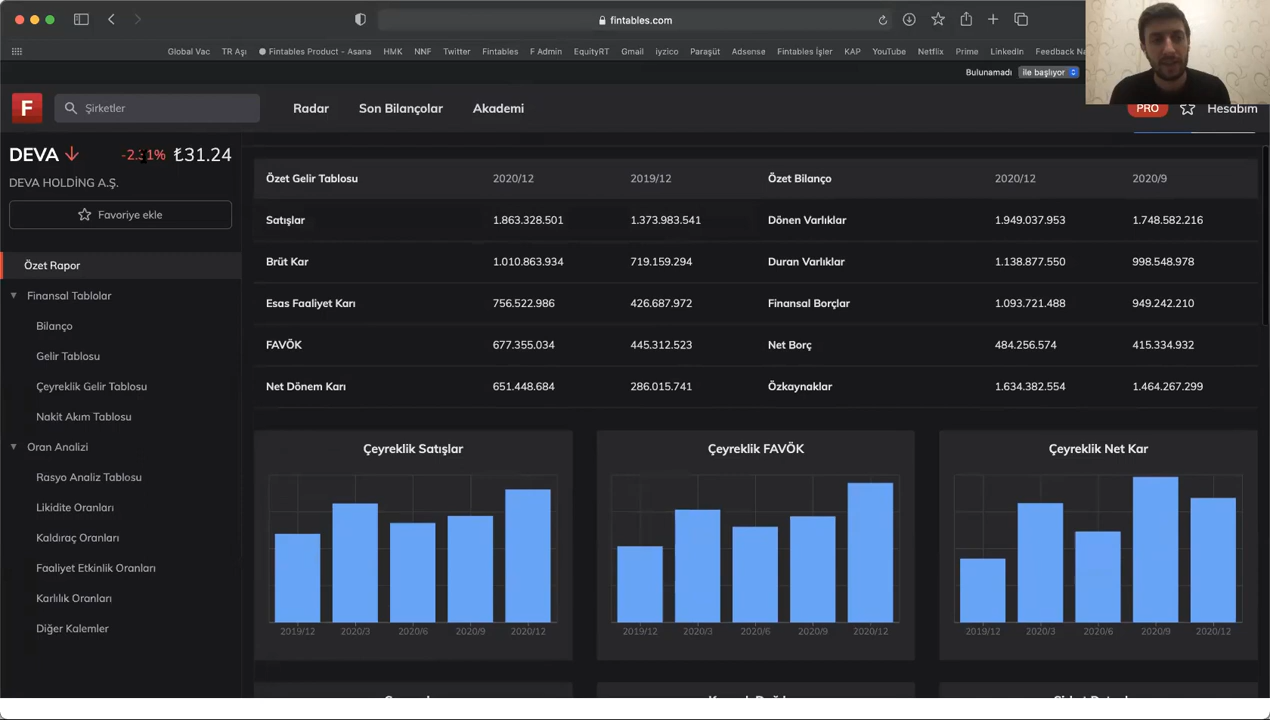 fintables.com
Global Vac TR Aşı Fintables Product - Asana HMK NNF Twitter Fintables F Admin EquityRT Gmail iyzico Paraşüt Adsense Fintables İşler KAP YouTube Netflix Prime LinkedIn Feedback Ne
Bulunamadı ile başlıyor
F Şirketler Radar Son Bilançolar Akademi PRO Hesabım
DEVA ₺31.24
DEVA HOLDİNG A.Ş.
Favoriye ekle
Özet Rapor
Finansal Tablolar
Bilanço
Gelir Tablosu
Çeyreklik Gelir Tablosu
Nakit Akım Tablosu
Oran Analizi
Rasyo Analiz Tablosu
Likidite Oranları
Kaldıraç Oranları
Faaliyet Etkinlik Oranları
Karlılık Oranları
Diğer Kalemler
Özet Gelir Tablosu 2020/12 2019/12 Özet Bilanço 2020/12 2020/9
Satışlar 1.863.328.501 1.373.983.541 Dönen Varlıklar 1.949.037.953 1.748.582.216
Brüt Kar 1.010.863.934 719.159.294 Duran Varlıklar 1.138.877.550 998.548.978
Esas Faaliyet Karı 756.522.986 426.687.972 Finansal Borçlar 1.093.721.488 949.242.210
FAVÖK 677.355.034 445.312.523 Net Borç 484.256.574 415.334.932
Net Dönem Karı 651.448.684 286.015.741 Özkaynaklar 1.634.382.554 1.464.267.299
Çeyreklik Satışlar Çeyreklik FAVÖK Çeyreklik Net Kar
2019/12 2020/3 2020/6 2020/9 2020/12 2019/12 2020/3 2020/6 2020/9 2020/12 2019/12 2020/3 2020/6 2020/9 2020/12